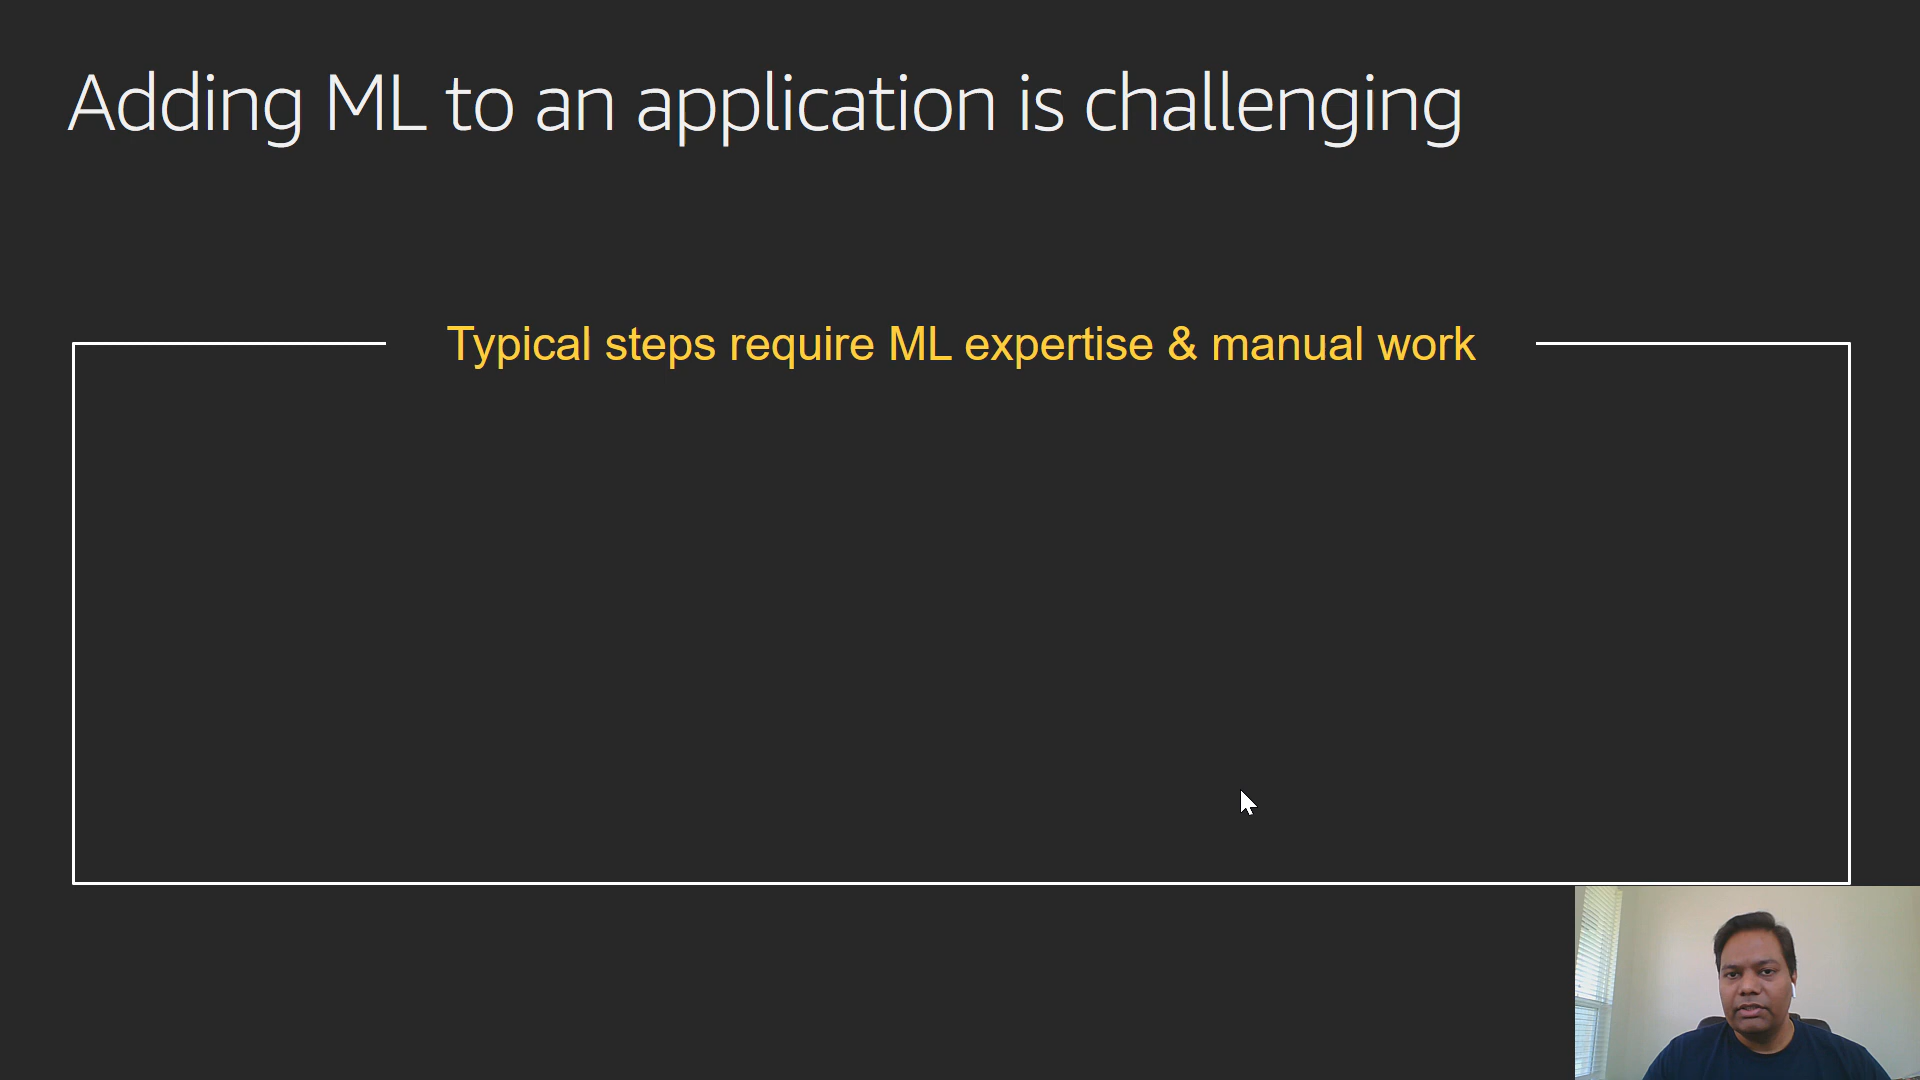 Adding ML to an application is challenging
Typical steps require ML expertise & manual work